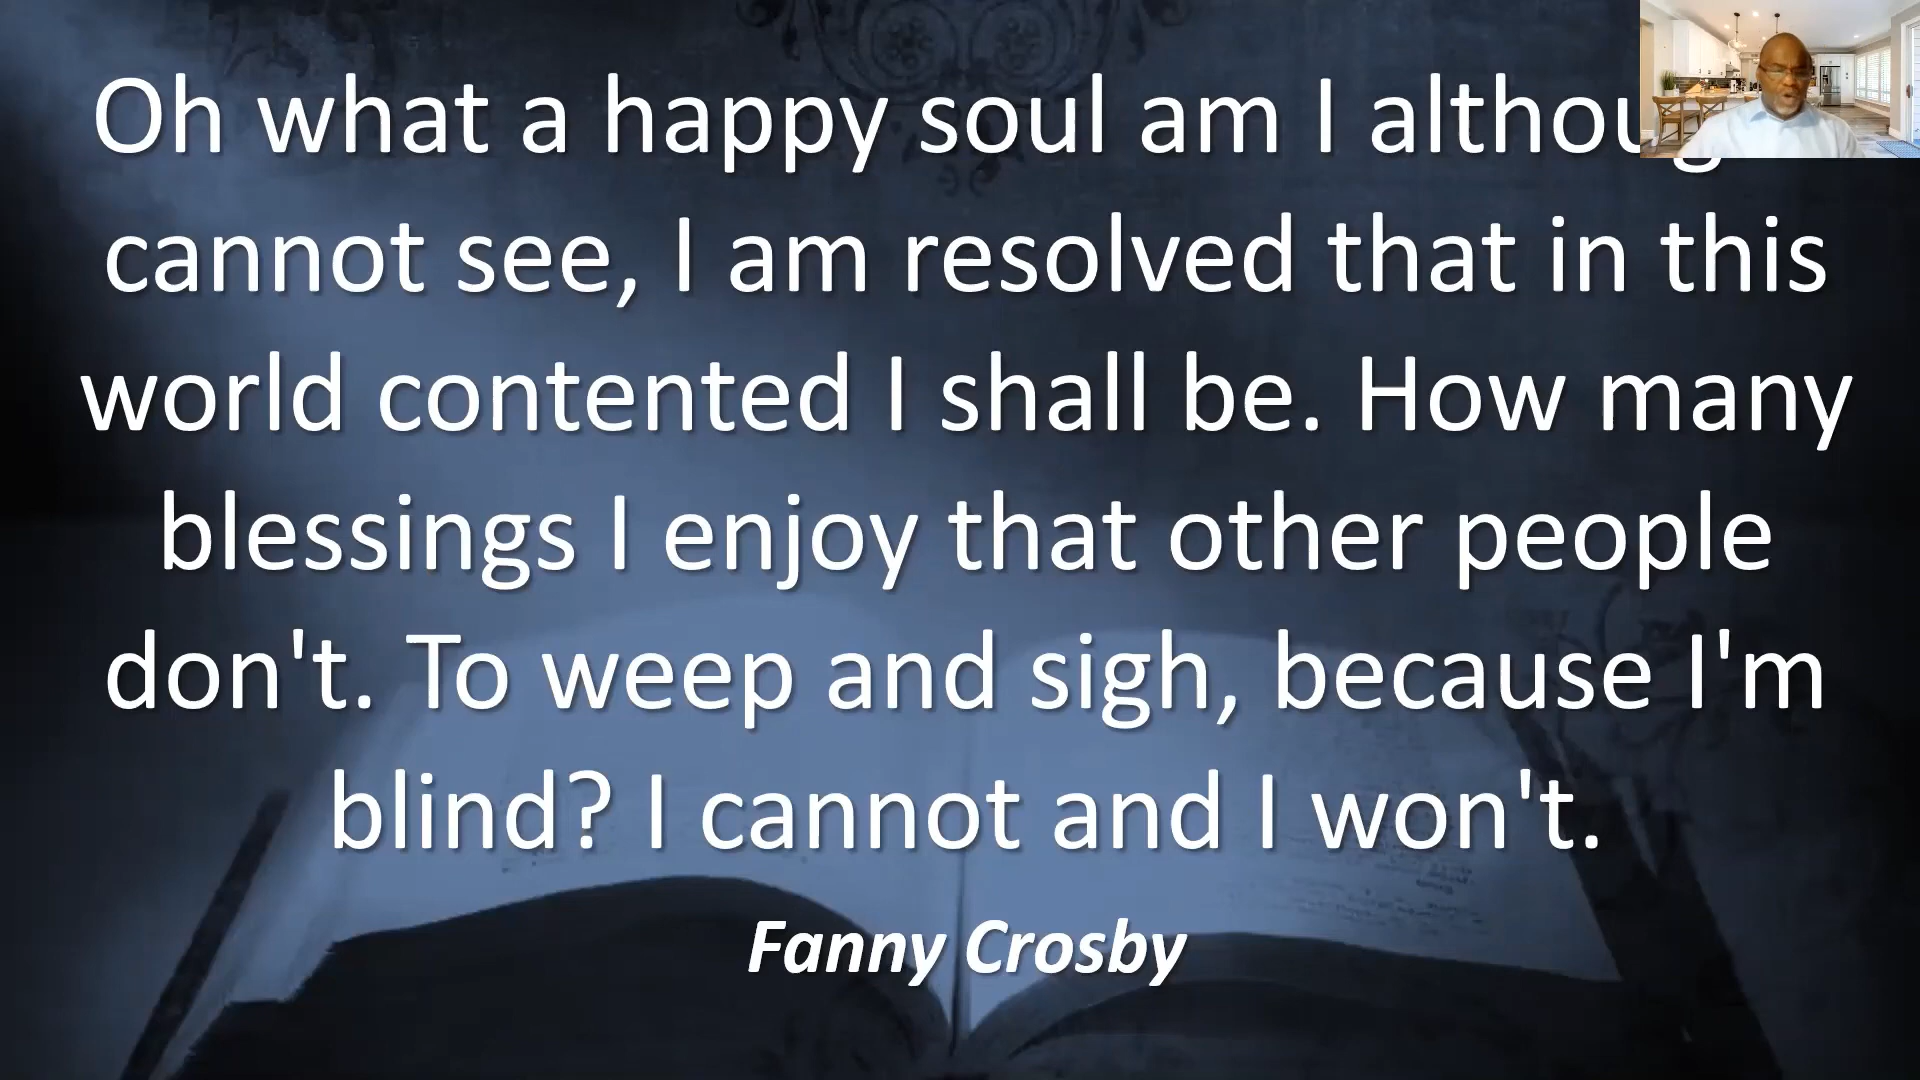 Oh what a happy soul am I
cannot see, I am resolved that in this
world contented I shall be. How many
blessings I enjoy that other people
don't. To weep and sigh, because I'm
blind? I cannot and I won't.
Fanny Crosby